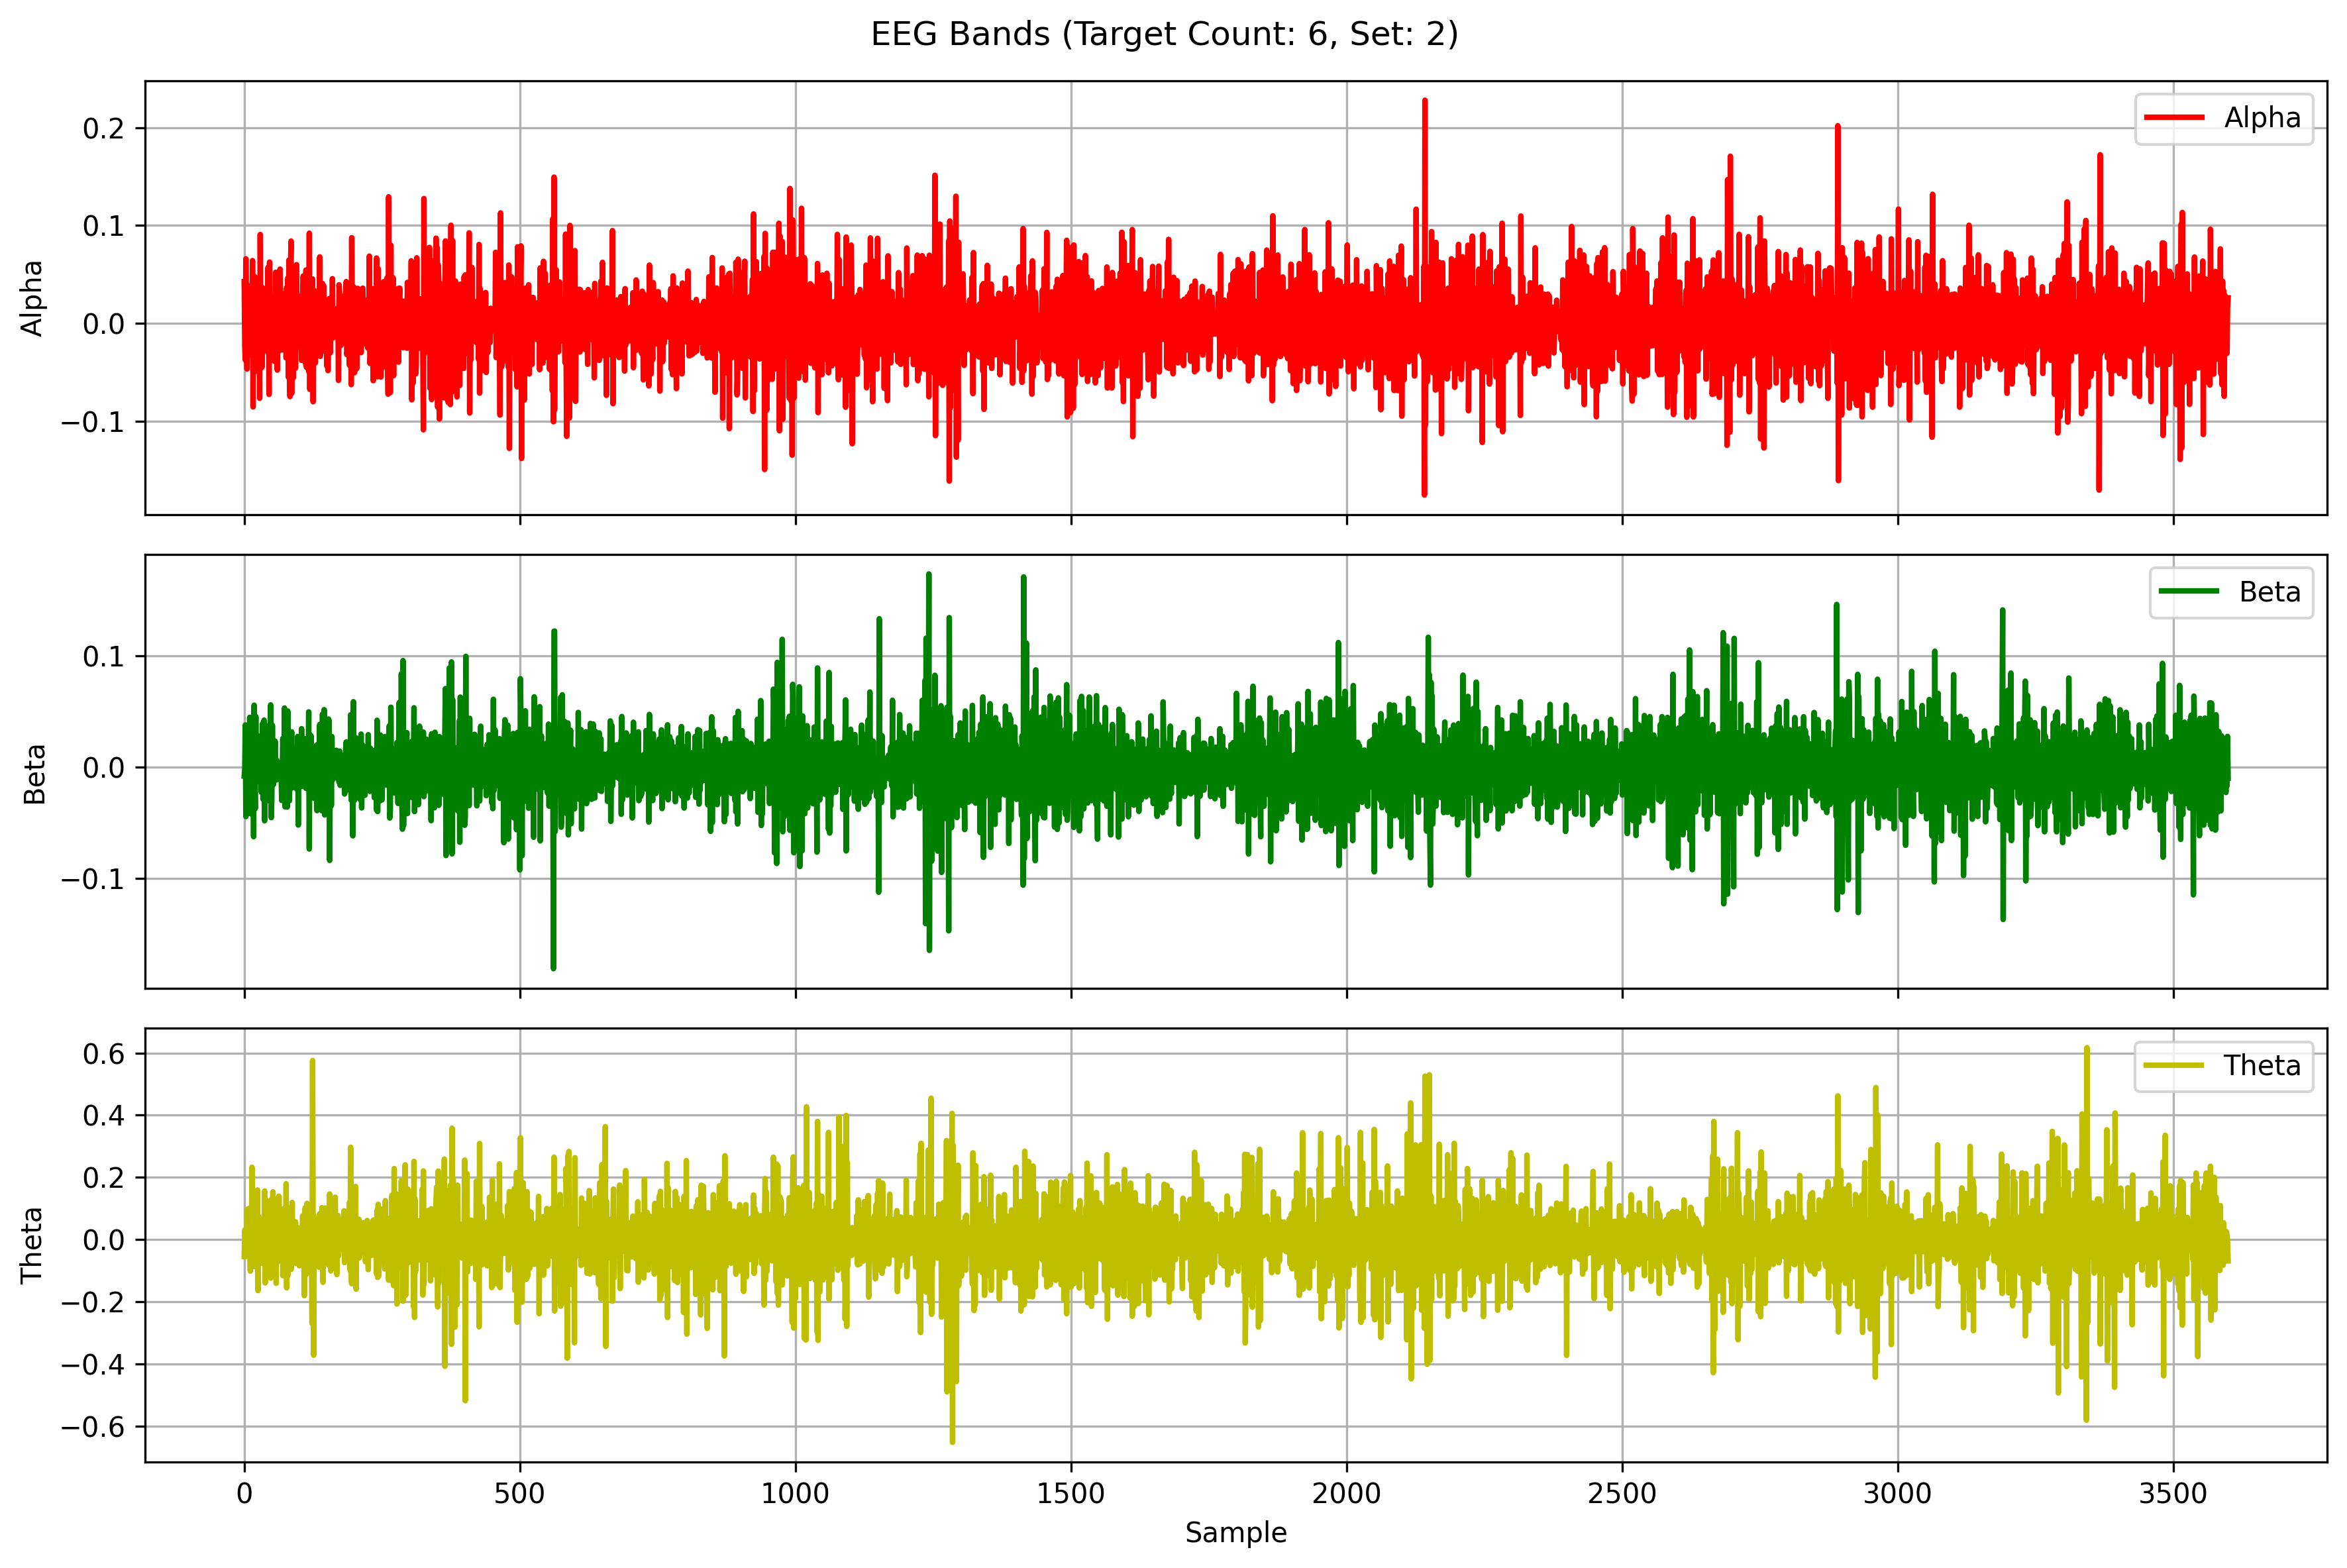 EEG Bands (Target Count: 6, Set: 2)
Alpha
0.2
0.1
0.0
−0.1
Alpha
Beta
0.1
0.0
−0.1
Beta
Theta
0.6
0.4
0.2
0.0
−0.2
−0.4
−0.6
Theta
0 500 1000 1500 2000 2500 3000 3500
Sample